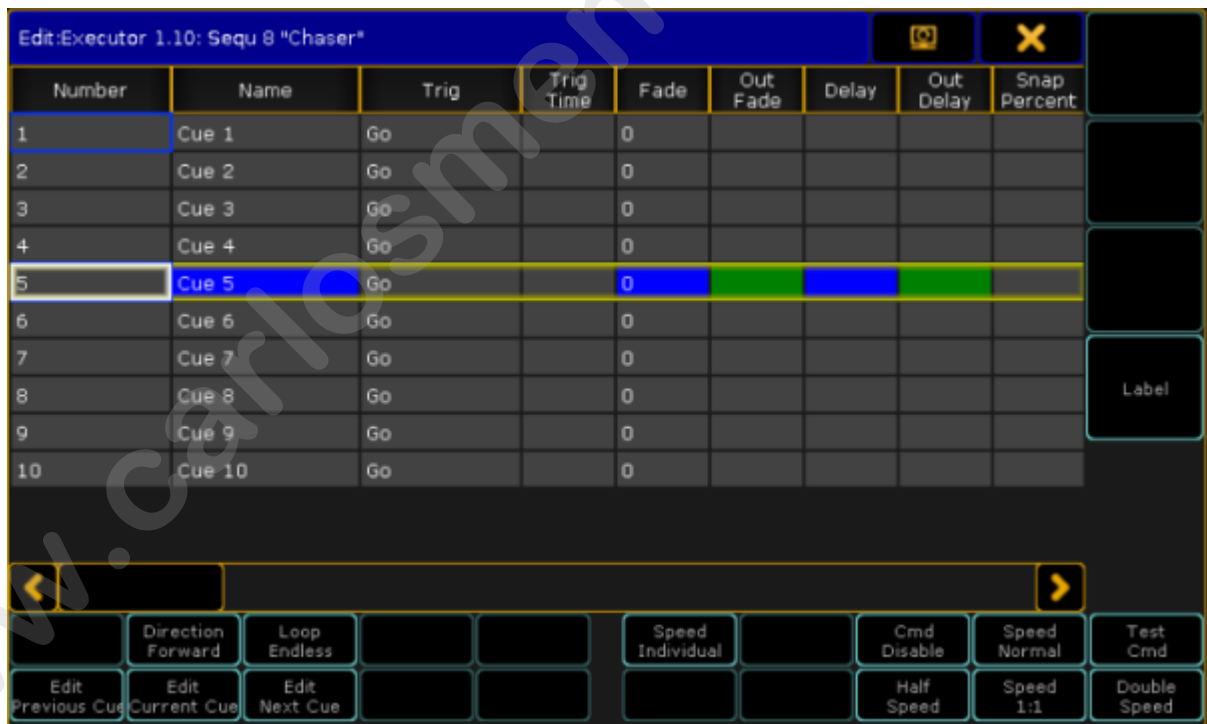 Edit:Executor 1.10: Sequ 8 "Chaser"
Number Name Trig Trig Time Fade Out Fade Delay Out Delay Snap Percent
1 Cue 1 Go 0
2 Cue 2 Go 0
3 Cue 3 Go 0
4 Cue 4 Go 0
5 Cue 5 Go 0
6 Cue 6 Go 0
7 Cue 7 Go 0
8 Cue 8 Go 0
9 Cue 9 Go 0
10 Cue 10 Go 0
Label
Direction Forward Loop Endless Speed Individual Cmd Disable Speed Normal Test Cmd
Edit Previous Cue Edit Current Cue Edit Next Cue Half Speed Speed 1:1 Double Speed